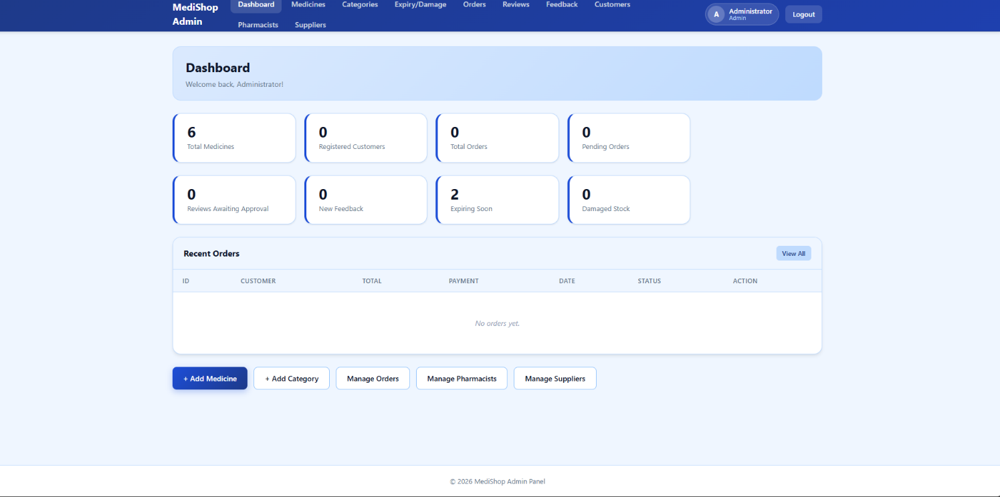 MediShop Admin
Dashboard Medicines Categories Expiry/Damage Orders Reviews Feedback Customers
Pharmacists Suppliers
A Administrator
Admin
Logout
Dashboard
Welcome back, Administrator!
6
Total Medicines
0
Registered Customers
0
Total Orders
0
Pending Orders
0
Reviews Awaiting Approval
0
New Feedback
2
Expiring Soon
0
Damaged Stock
Recent Orders
View All
ID CUSTOMER TOTAL PAYMENT DATE STATUS ACTION
No orders yet.
+ Add Medicine + Add Category Manage Orders Manage Pharmacists Manage Suppliers
© 2026 MediShop Admin Panel